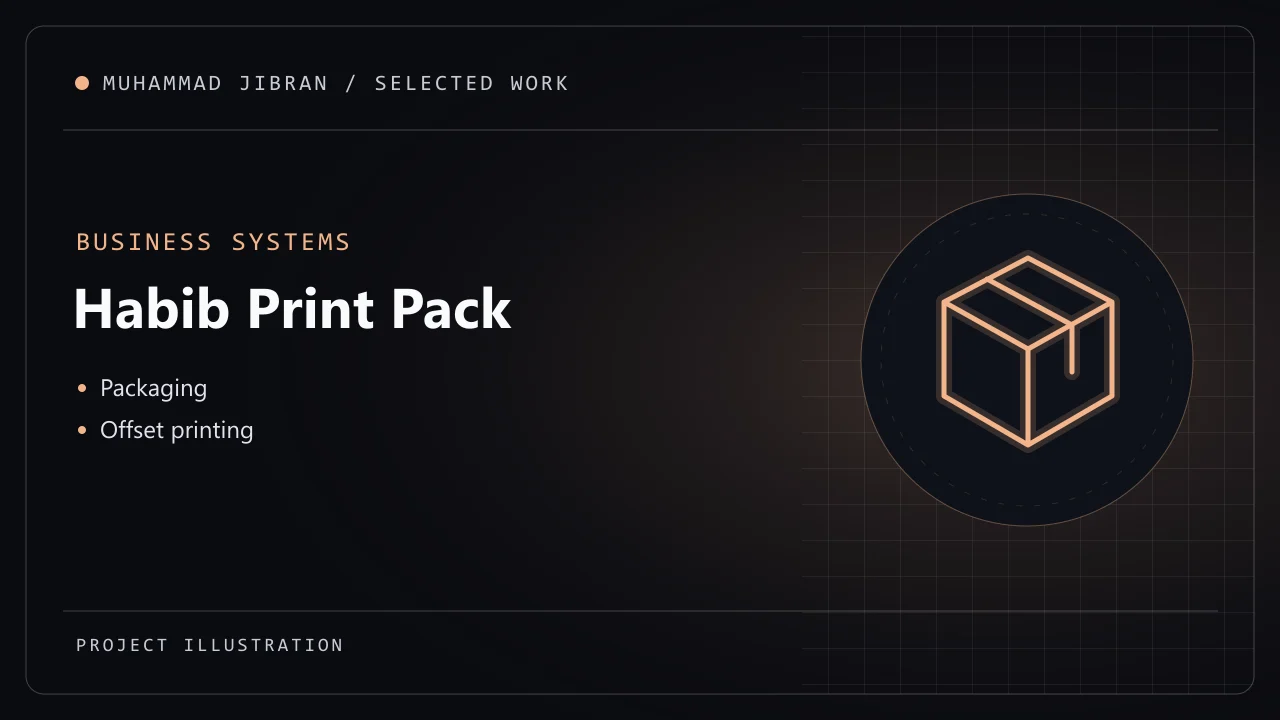 MUHAMMAD JIBRAN / SELECTED WORK
BUSINESS SYSTEMS
Habib Print Pack
Packaging
Offset printing
PROJECT ILLUSTRATION